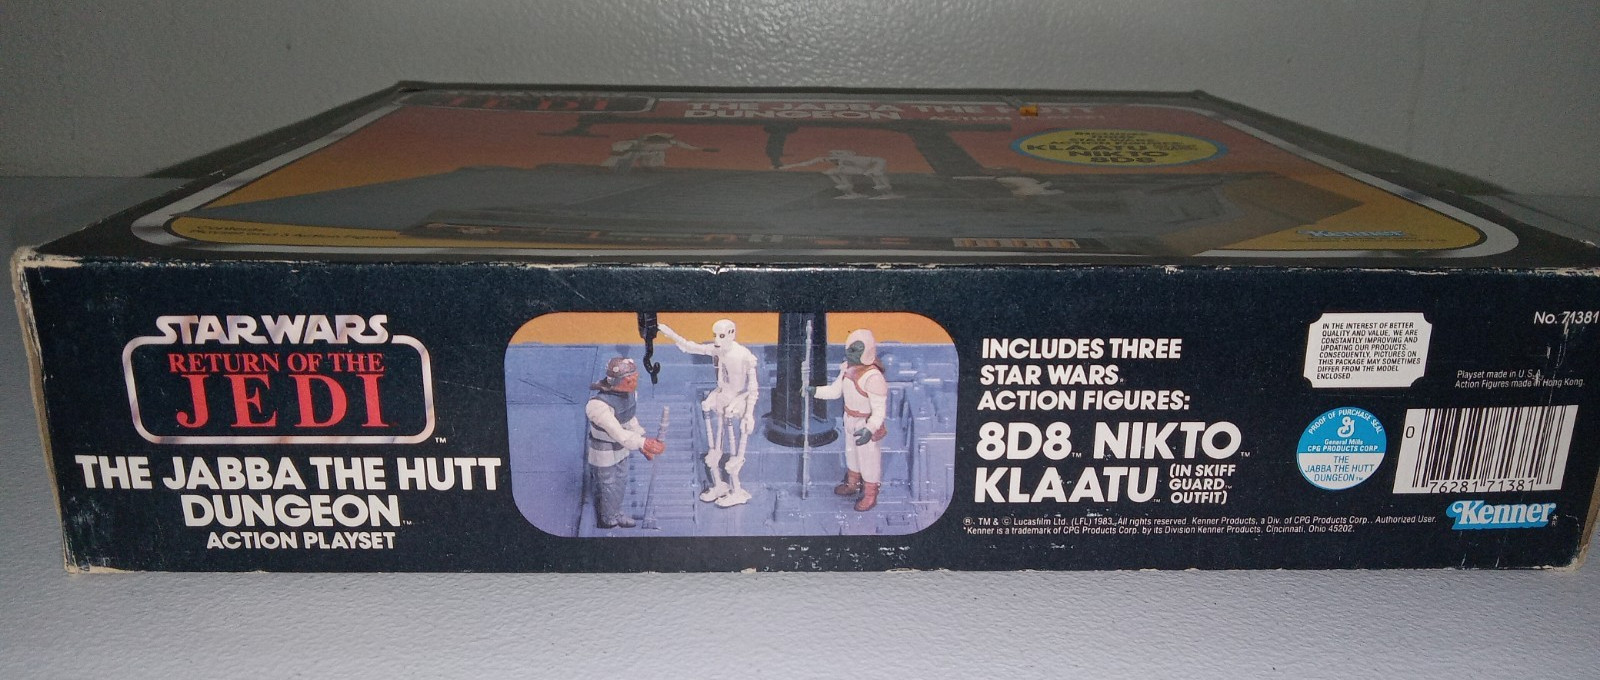 JEDI
THE JABBA THE HUTT
DUNGEON
KLAATU
NIKTO
8D8
Kenner
STAR WARS
RETURN OF THE
JEDI
TM
THE JABBA THE HUTT
DUNGEON
ACTION PLAYSET
INCLUDES THREE
STAR WARS
ACTION FIGURES:
8D8™ NIKTO™
KLAATU™ (IN SKIFF
GUARD
OUTFIT)
®, TM & © Lucasfilm Ltd. (LFL) 1983. All rights reserved. Kenner Products, a Div. of CPG Products Corp., Authorized User.
*Kenner is a trademark of CPG Products Corp. by its Division Kenner Products, Cincinnati, Ohio 45202.
IN THE INTEREST OF BETTER
QUALITY AND VALUE, WE ARE
CONSTANTLY IMPROVING AND
UPDATING OUR PRODUCTS.
CONSEQUENTLY, PICTURES ON
THIS PACKAGE MAY SOMETIMES
DIFFER FROM THE MODEL
ENCLOSED.
No. 71381
Playset made in U.S.A.
Action Figures made in Hong Kong.
PROOF OF PURCHASE SEAL
General Mills
CPG PRODUCTS CORP.
THE
JABBA THE HUTT
DUNGEON™
0
76281 71381
Kenner